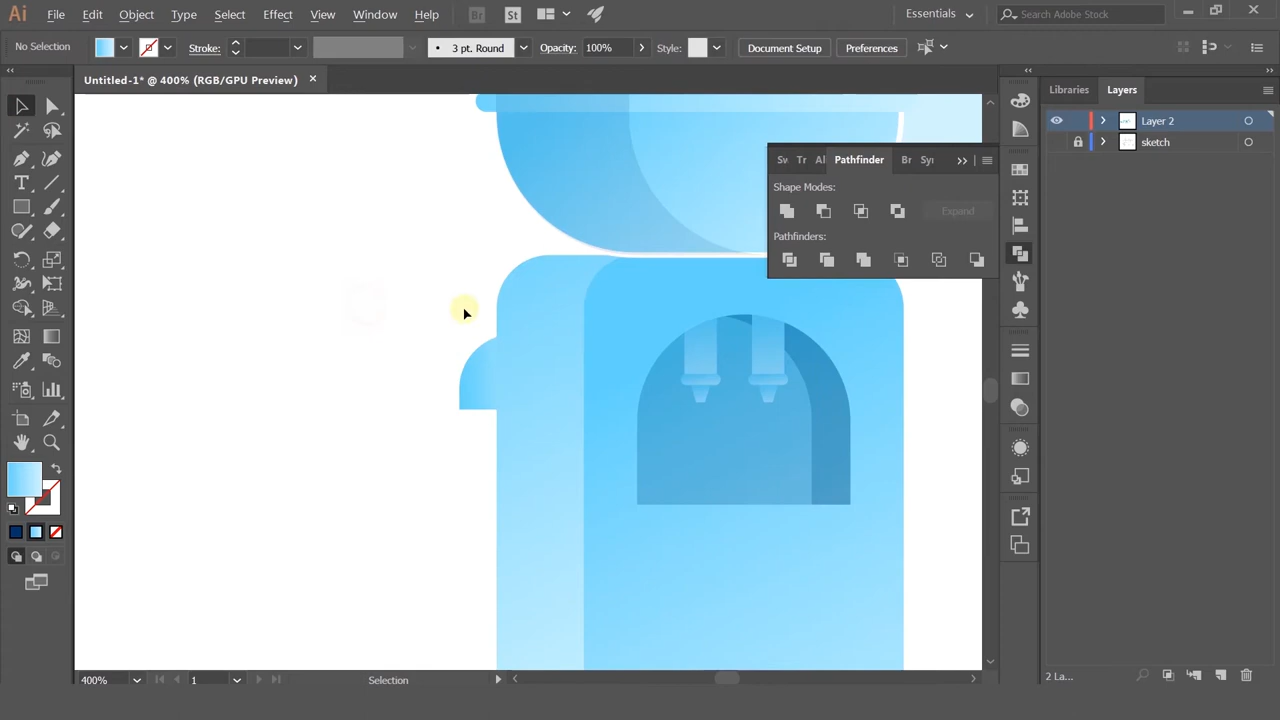 Ai File Edit Object Type Select Effect View Window Help Br St Essentials Search Adobe Stock
No Selection Stroke: 3 pt. Round Opacity: 100% Style: Document Setup Preferences
Untitled-1* @ 400% (RGB/GPU Preview)
Libraries Layers
Layer 2
sketch
Sw Tr Al Pathfinder Br Syı
Shape Modes:
Expand
Pathfinders:
400% 1 Selection
2 La...